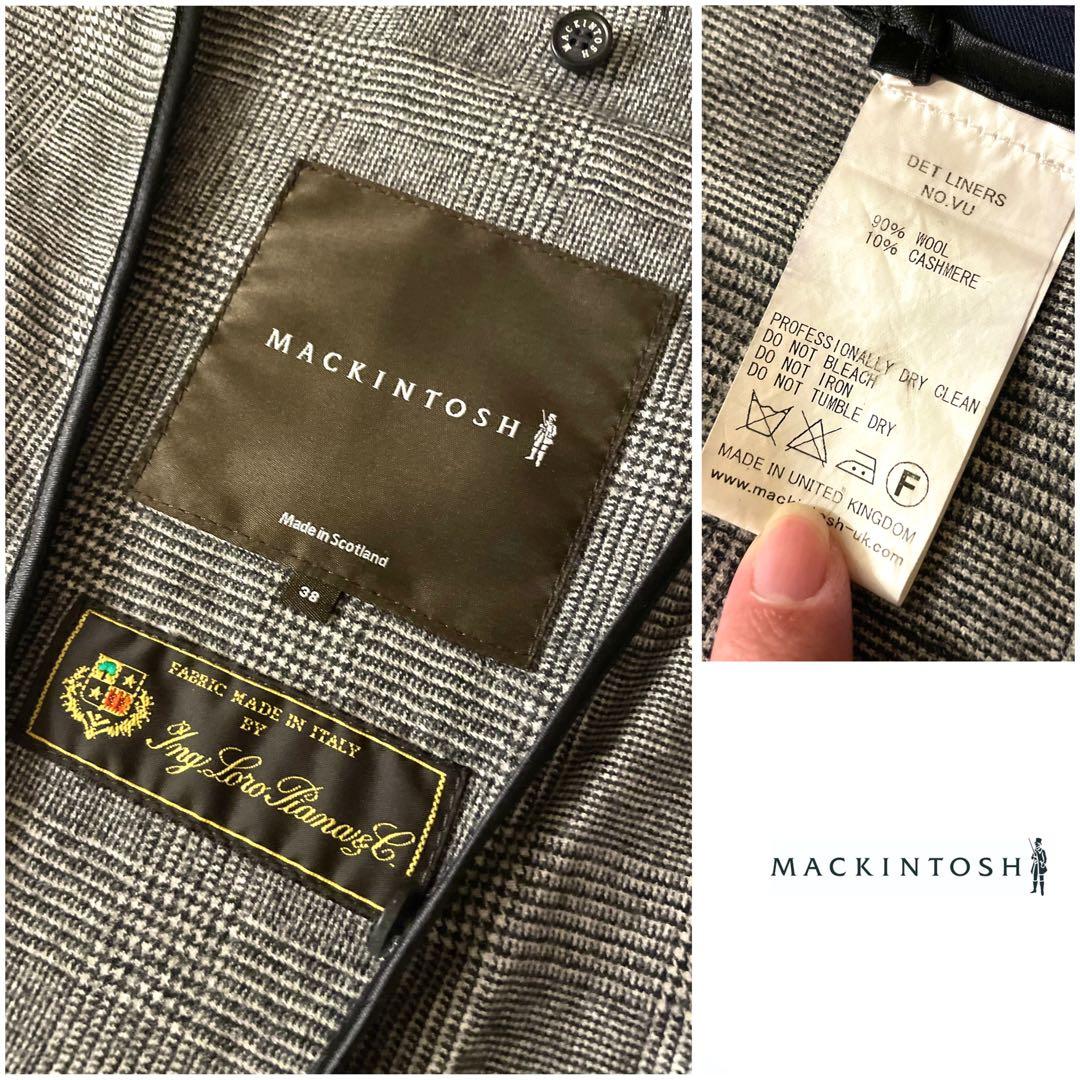 MACKINTOSH
MACKINTOSH
Made in Scotland
38
FABRIC MADE IN ITALY
BY
Ing. Loro Piana & C.
DET LINERS
NO.VU
90% WOOL
10% CASHMERE
PROFESSIONALLY DRY CLEAN
DO NOT BLEACH
DO NOT IRON
DO NOT TUMBLE DRY
F
MADE IN UNITED KINGDOM
MACKINTOSH